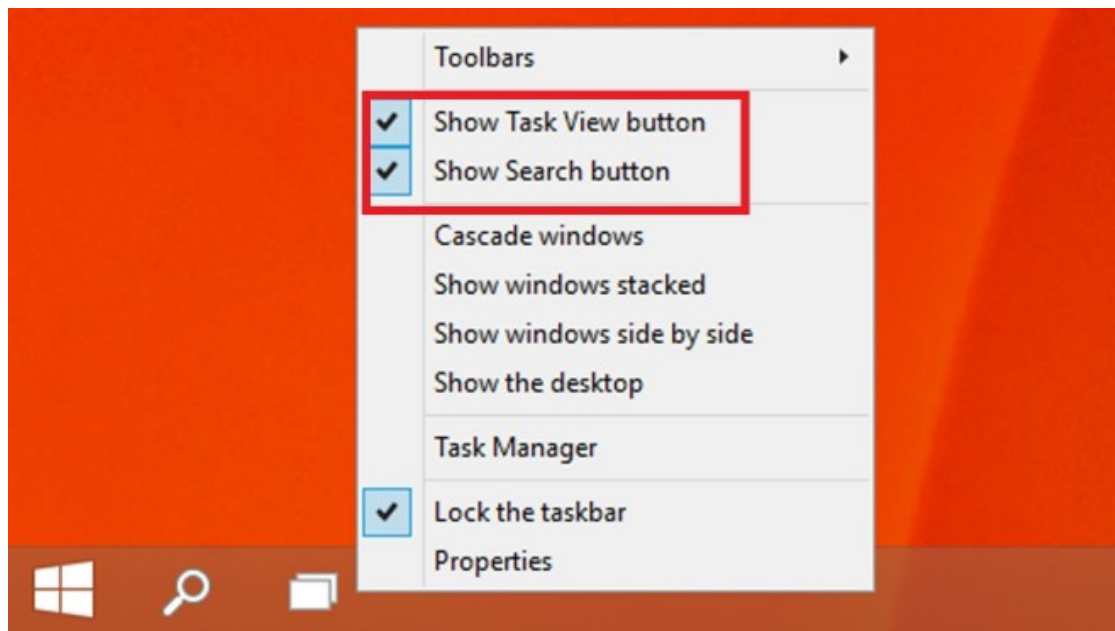 Toolbars
Show Task View button
Show Search button
Cascade windows
Show windows stacked
Show windows side by side
Show the desktop
Task Manager
Lock the taskbar
Properties